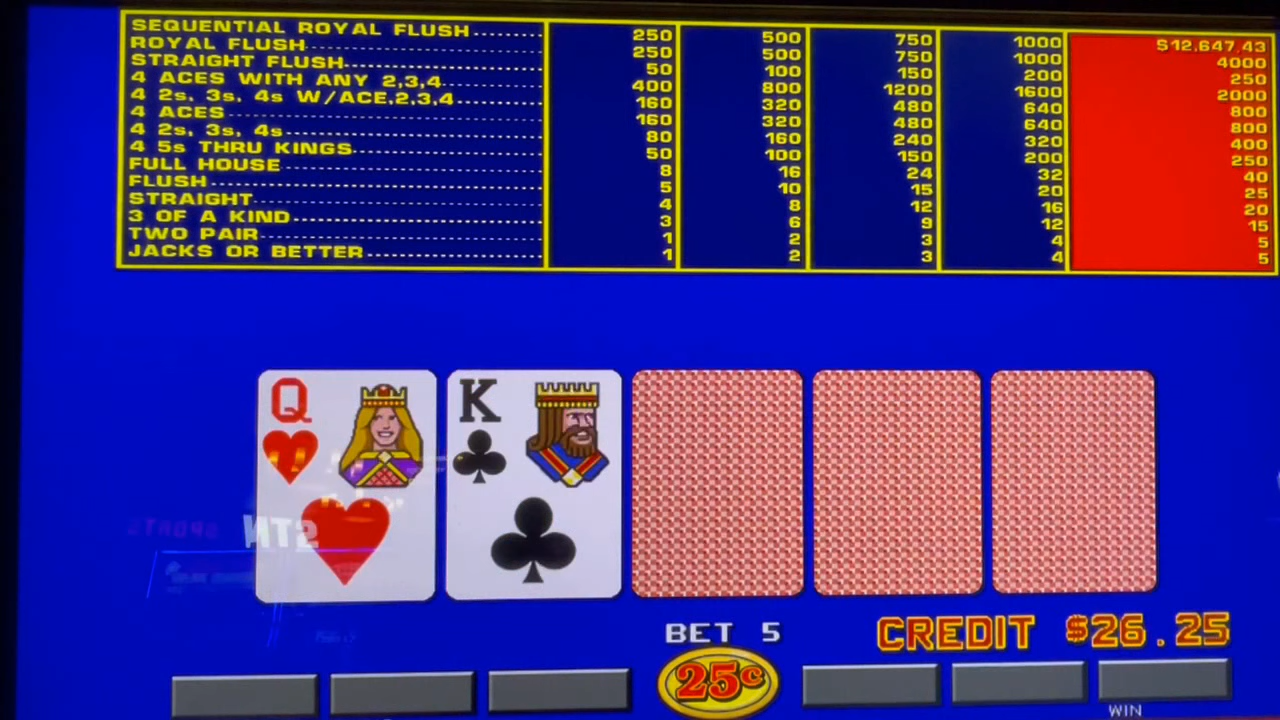 SEQUENTIAL ROYAL FLUSH 250 500 750 1000 $12,647.43
ROYAL FLUSH 250 500 750 1000 4000
STRAIGHT FLUSH 50 100 150 200 250
4 ACES WITH ANY 2,3,4 400 800 1200 1600 2000
4 2s, 3s, 4s W/ACE,2,3,4 160 320 480 640 800
4 ACES 160 320 480 640 800
4 2s, 3s, 4s 80 160 240 320 400
4 5s THRU KINGS 50 100 150 200 250
FULL HOUSE 8 16 24 32 40
FLUSH 5 10 15 20 25
STRAIGHT 4 8 12 16 20
3 OF A KIND 3 6 9 12 15
TWO PAIR 1 2 3 4 5
JACKS OR BETTER 1 2 3 4 5
Q K
BET 5 CREDIT $26.25
25¢
WIN